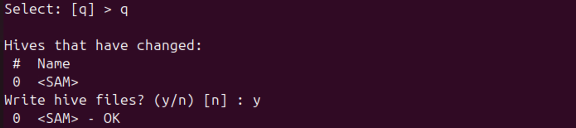 Select: [q] > q
Hives that have changed:
#  Name
0  <SAM>
Write hive files? (y/n) [n] : y
0  <SAM> - OK